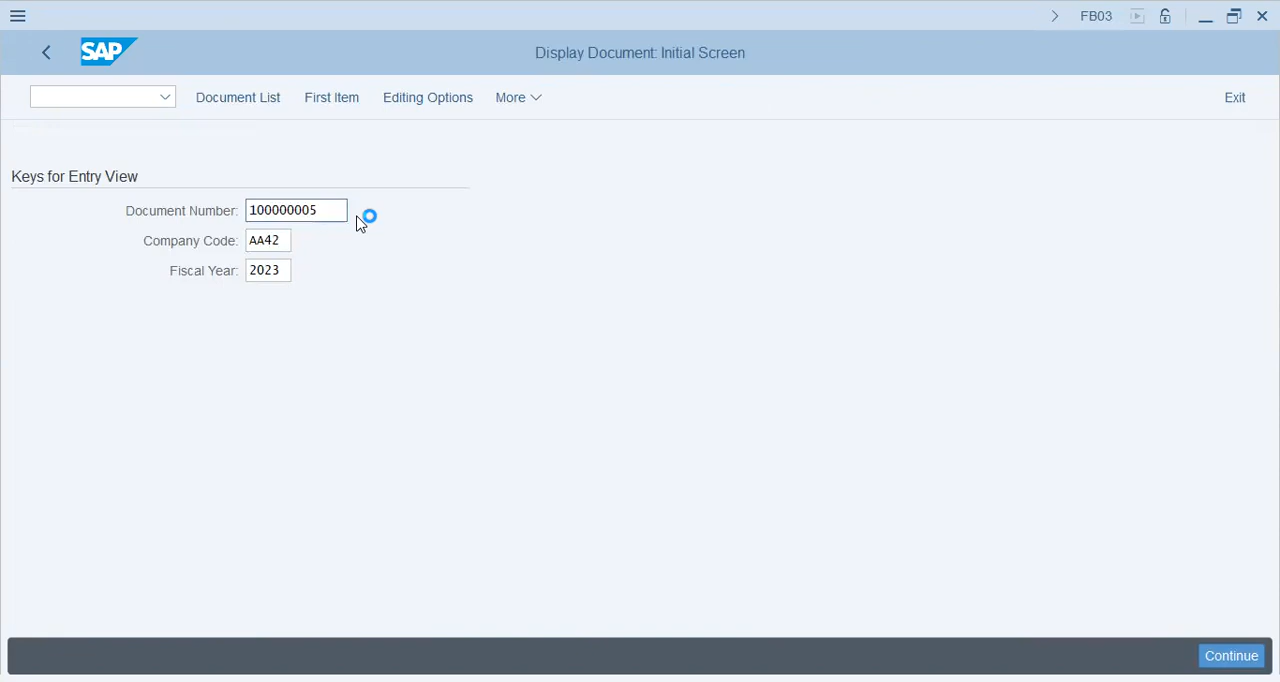 FB03
SAP
Display Document: Initial Screen
Document List First Item Editing Options More Exit
Keys for Entry View
Document Number: 100000005
Company Code: AA42
Fiscal Year: 2023
Continue